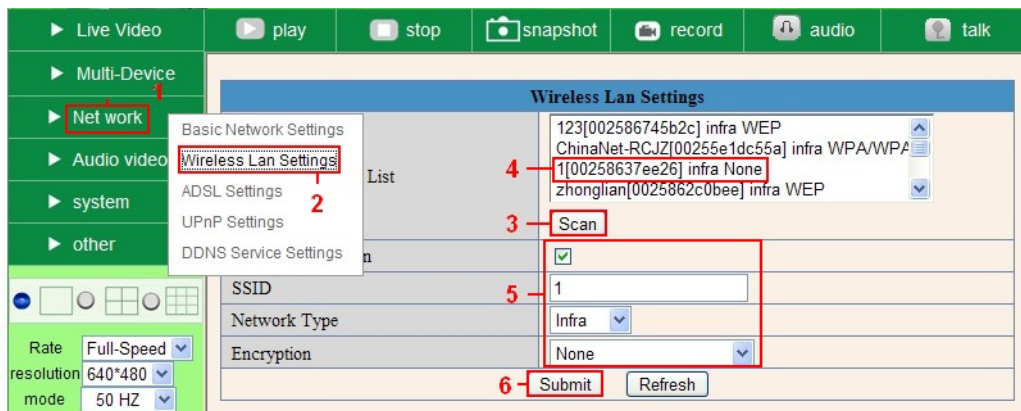 Live Video
play
stop
snapshot
record
audio
talk
Multi-Device
1
Net work
Audio video
system
other
Basic Network Settings
Wireless Lan Settings
2
ADSL Settings
UPnP Settings
DDNS Service Settings
Wireless Lan Settings
List
123[002586745b2c] infra WEP
ChinaNet-RCJZ[00255e1dc55a] infra WPA/WPA
4
1[00258637ee26] infra None
zhonglian[0025862c0bee] infra WEP
3
Scan
n
5
SSID
1
Network Type
Infra
Encryption
None
6
Submit
Refresh
Rate
Full-Speed
resolution
640*480
mode
50 HZ